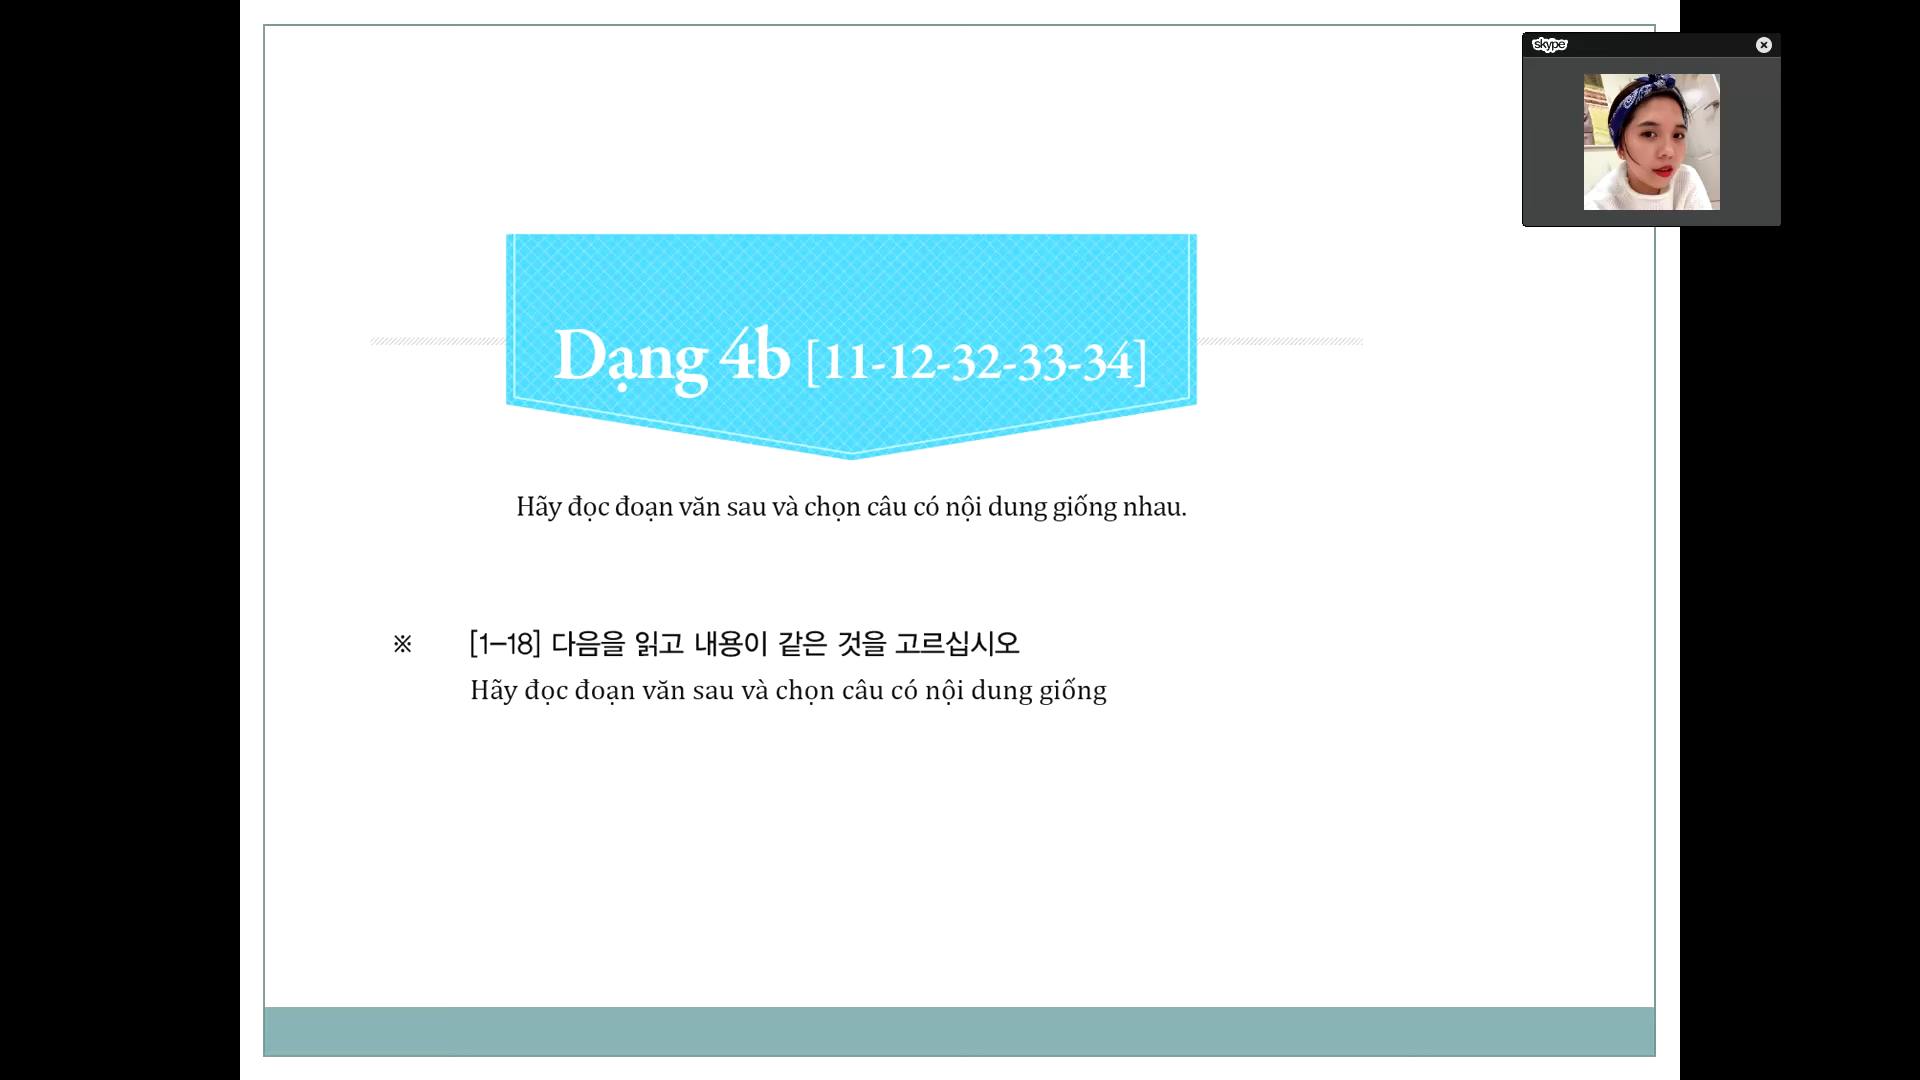 skype
Dạng 4b [11-12-32-33-34]
Hãy đọc đoạn văn sau và chọn câu có nội dung giống nhau.
※ [1-18] 다음을 읽고 내용이 같은 것을 고르십시오
Hãy đọc đoạn văn sau và chọn câu có nội dung giống